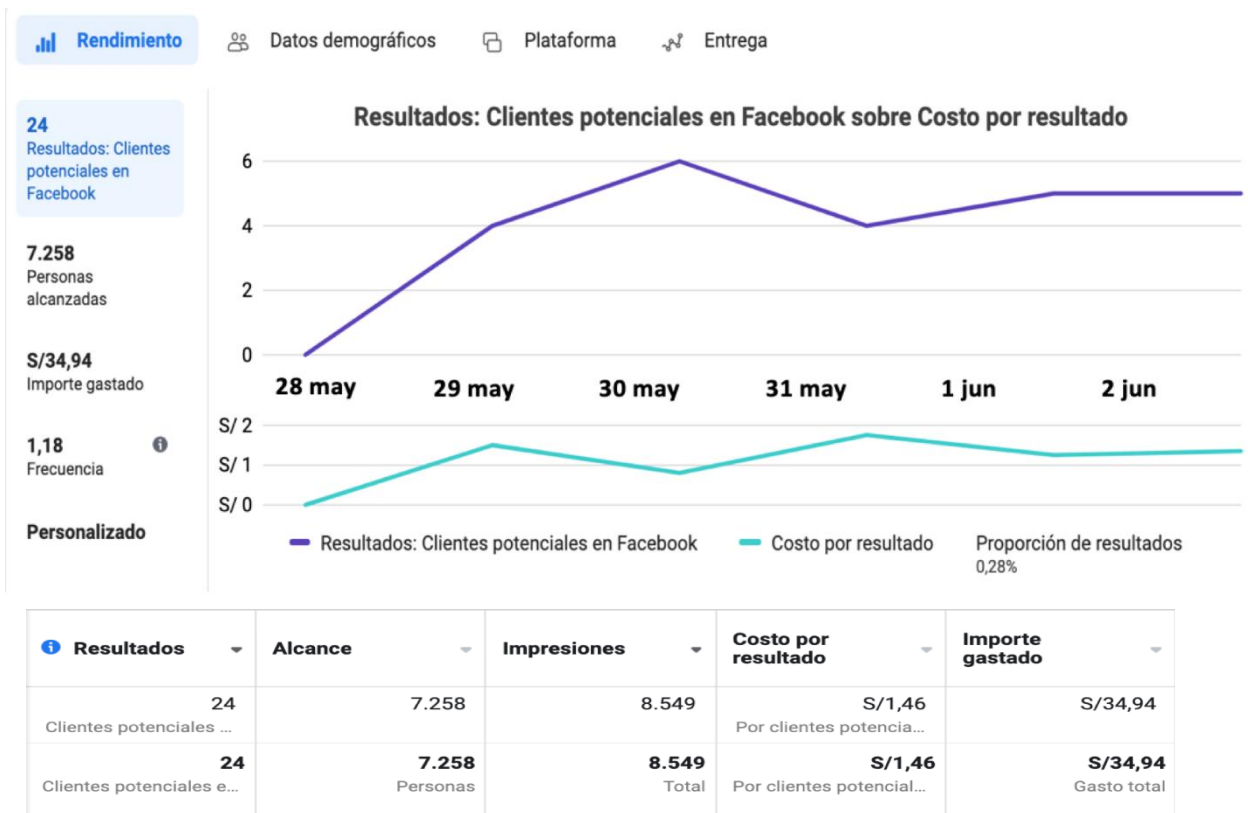 Rendimiento Datos demográficos Plataforma Entrega
24
Resultados: Clientes
potenciales en
Facebook
7.258
Personas
alcanzadas
S/34,94
Importe gastado
1,18
Frecuencia
Personalizado
Resultados: Clientes potenciales en Facebook sobre Costo por resultado
6
4
2
0
28 may 29 may 30 may 31 may 1 jun 2 jun
S/ 2
S/ 1
S/ 0
Resultados: Clientes potenciales en Facebook Costo por resultado Proporción de resultados
0,28%
Resultados Alcance Impresiones Costo por resultado Importe gastado
24 7.258 8.549 S/1,46 S/34,94
Clientes potenciales ... Por clientes potencia...
24 7.258 8.549 S/1,46 S/34,94
Clientes potenciales e... Personas Total Por clientes potencial... Gasto total